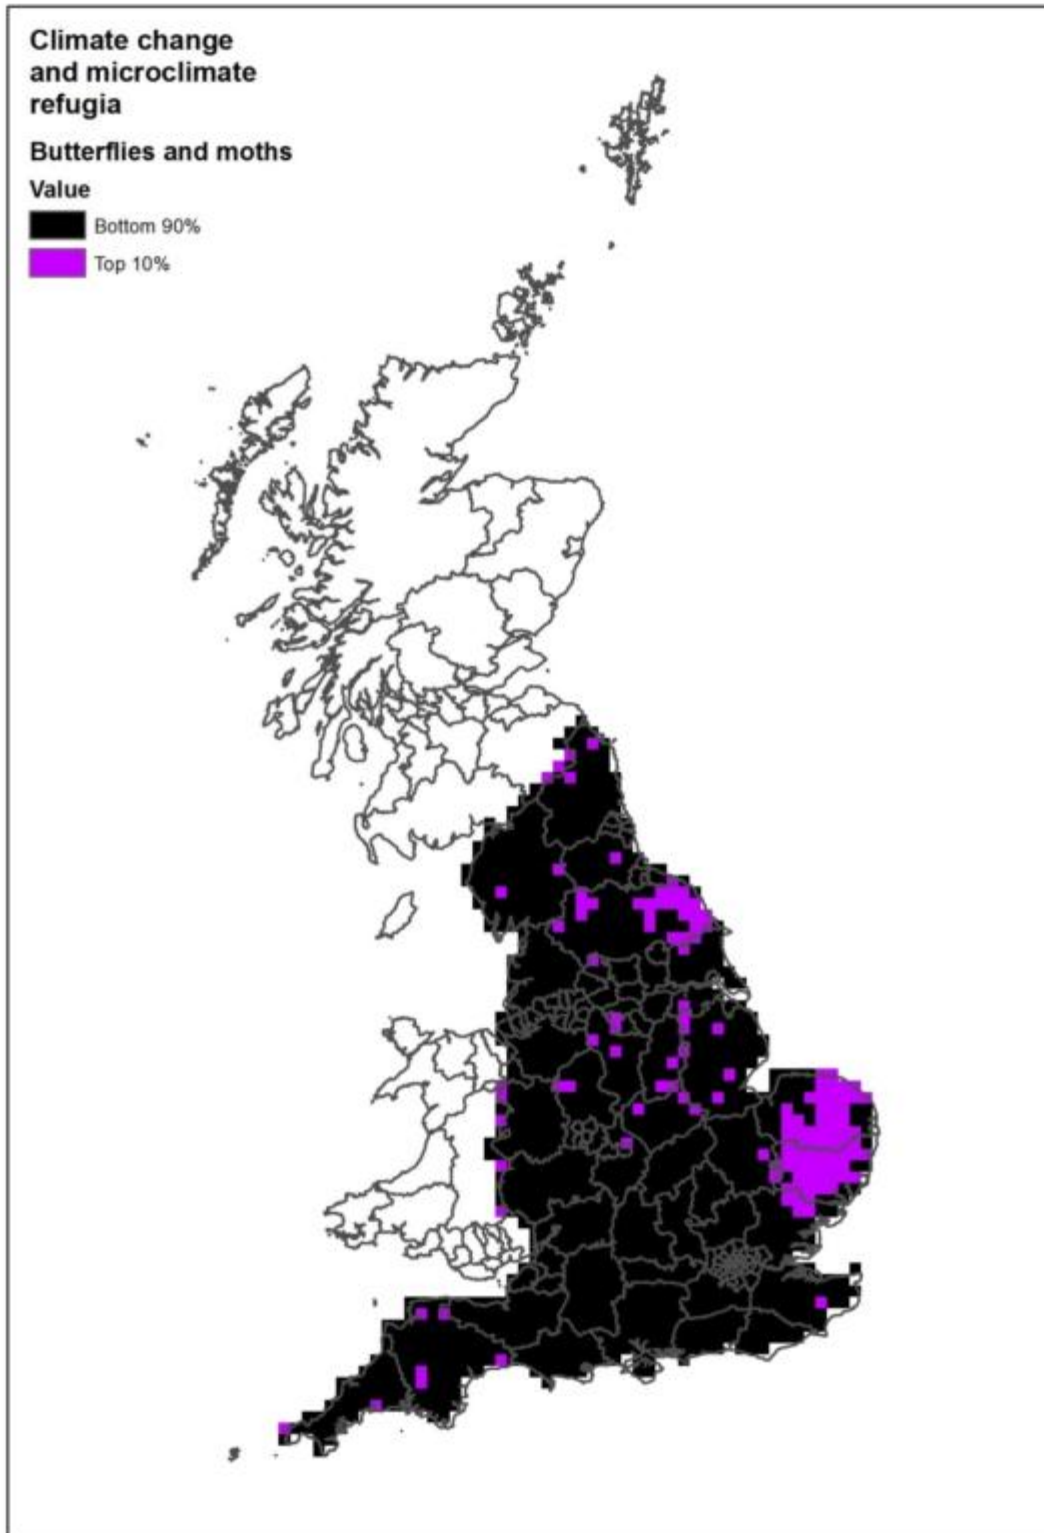 Climate change
and microclimate
refugia
Butterflies and moths
Value
Bottom 90%
Top 10%